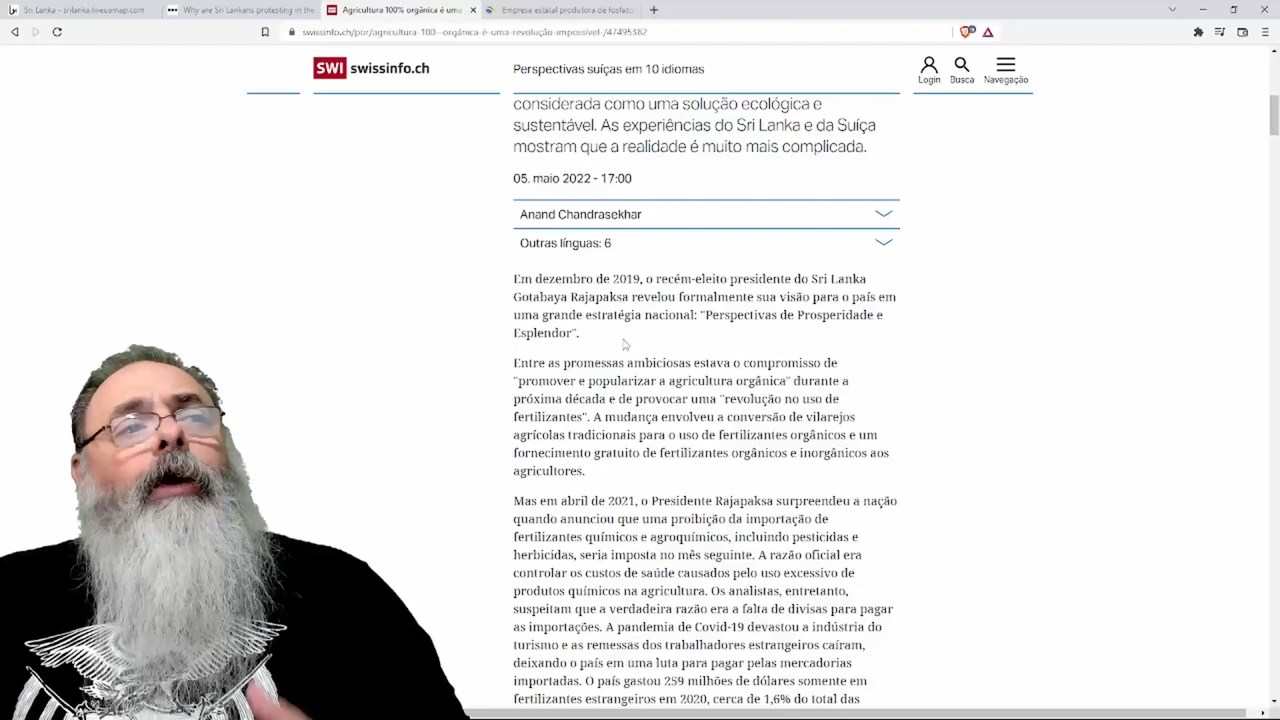 Sri Lanka - srilanka.liveuamap.com
Why are Sri Lankans protesting in the
Agricultura 100% orgânica é uma
Empresa estatal produtora de fosfato
swissinfo.ch/por/agricultura-100--orgânica-é-uma-revolução-impossível-/47495382
SWI swissinfo.ch
Perspectivas suíças em 10 idiomas
Login Busca Navegação
considerada como uma solução ecológica e
sustentável. As experiências do Sri Lanka e da Suíça
mostram que a realidade é muito mais complicada.
05. maio 2022 - 17:00
Anand Chandrasekhar
Outras línguas: 6
Em dezembro de 2019, o recém-eleito presidente do Sri Lanka
Gotabaya Rajapaksa revelou formalmente sua visão para o país em
uma grande estratégia nacional: "Perspectivas de Prosperidade e
Esplendor".
Entre as promessas ambiciosas estava o compromisso de
"promover e popularizar a agricultura orgânica" durante a
próxima década e de provocar uma "revolução no uso de
fertilizantes". A mudança envolveu a conversão de vilarejos
agrícolas tradicionais para o uso de fertilizantes orgânicos e um
fornecimento gratuito de fertilizantes orgânicos e inorgânicos aos
agricultores.
Mas em abril de 2021, o Presidente Rajapaksa surpreendeu a nação
quando anunciou que uma proibição da importação de
fertilizantes químicos e agroquímicos, incluindo pesticidas e
herbicidas, seria imposta no mês seguinte. A razão oficial era
controlar os custos de saúde causados pelo uso excessivo de
produtos químicos na agricultura. Os analistas, entretanto,
suspeitam que a verdadeira razão era a falta de divisas para pagar
as importações. A pandemia de Covid-19 devastou a indústria do
turismo e as remessas dos trabalhadores estrangeiros caíram,
deixando o país em uma luta para pagar pelas mercadorias
importadas. O país gastou 259 milhões de dólares somente em
fertilizantes estrangeiros em 2020, cerca de 1,6% do total das